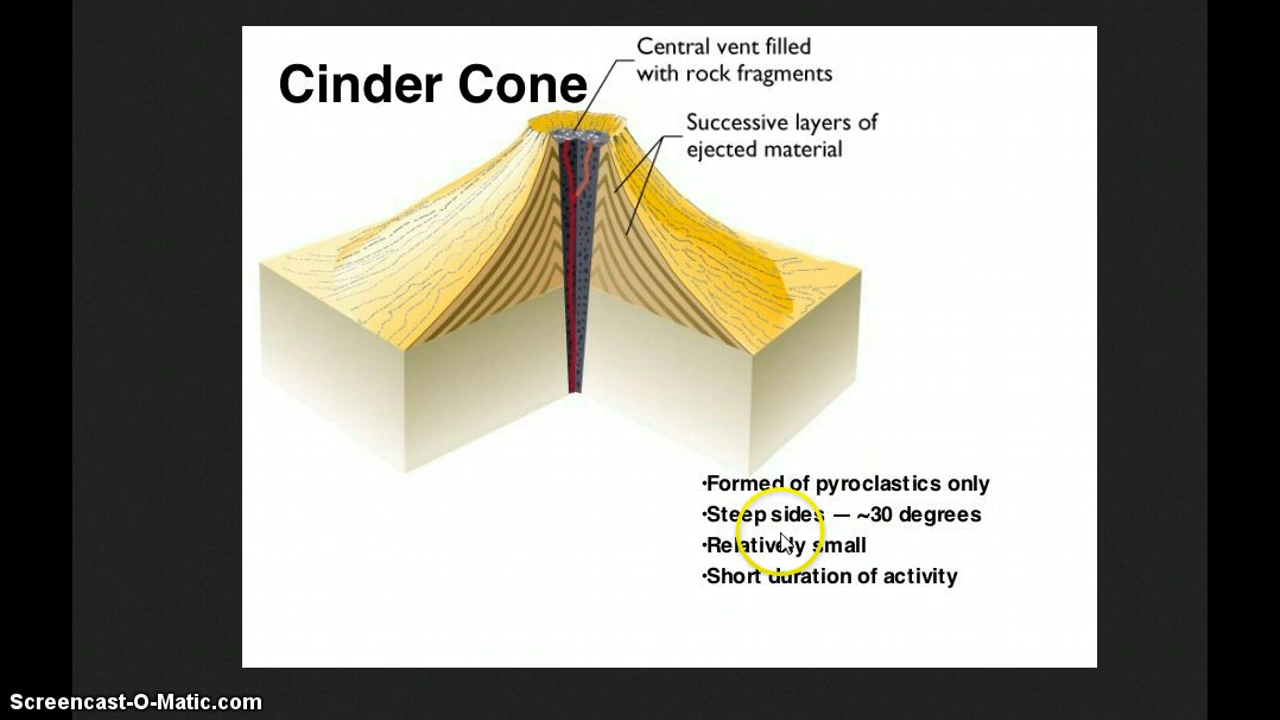 Cinder Cone
Central vent filled
with rock fragments
Successive layers of
ejected material
•Formed of pyroclastics only
•Steep sides — ~30 degrees
•Relatively small
•Short duration of activity
Screencast-O-Matic.com